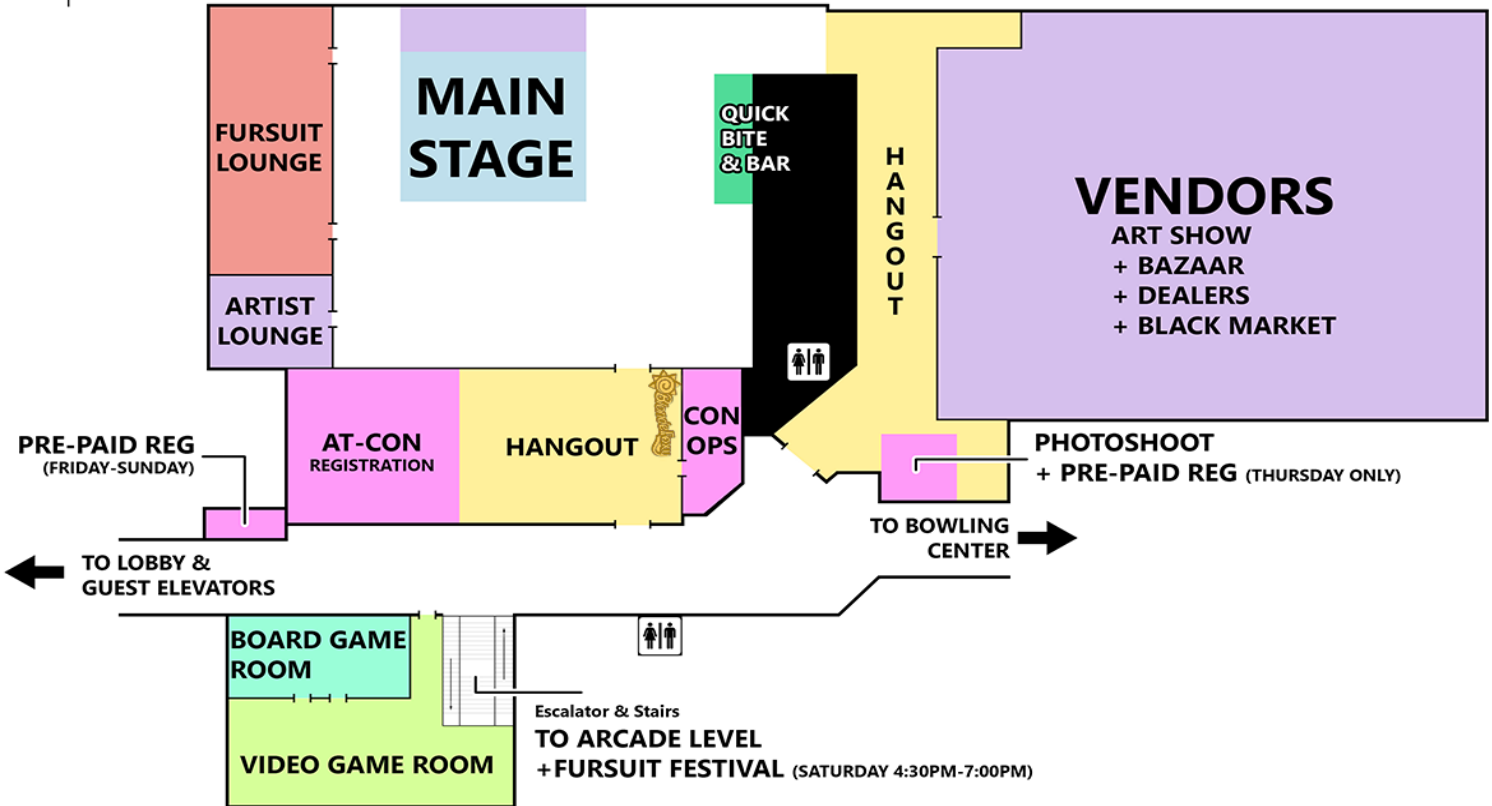 MAIN
STAGE
QUICK
BITE
& BAR
FURSUIT
LOUNGE
ARTIST
LOUNGE
H
A
N
G
O
U
T
VENDORS
ART SHOW
+ BAZAAR
+ DEALERS
+ BLACK MARKET
PRE-PAID REG
(FRIDAY-SUNDAY)
AT-CON
REGISTRATION
HANGOUT
CON
OPS
PHOTOSHOOT
+ PRE-PAID REG (THURSDAY ONLY)
TO BOWLING
CENTER
TO LOBBY &
GUEST ELEVATORS
BOARD GAME
ROOM
VIDEO GAME ROOM
Escalator & Stairs
TO ARCADE LEVEL
+FURSUIT FESTIVAL (SATURDAY 4:30PM-7:00PM)